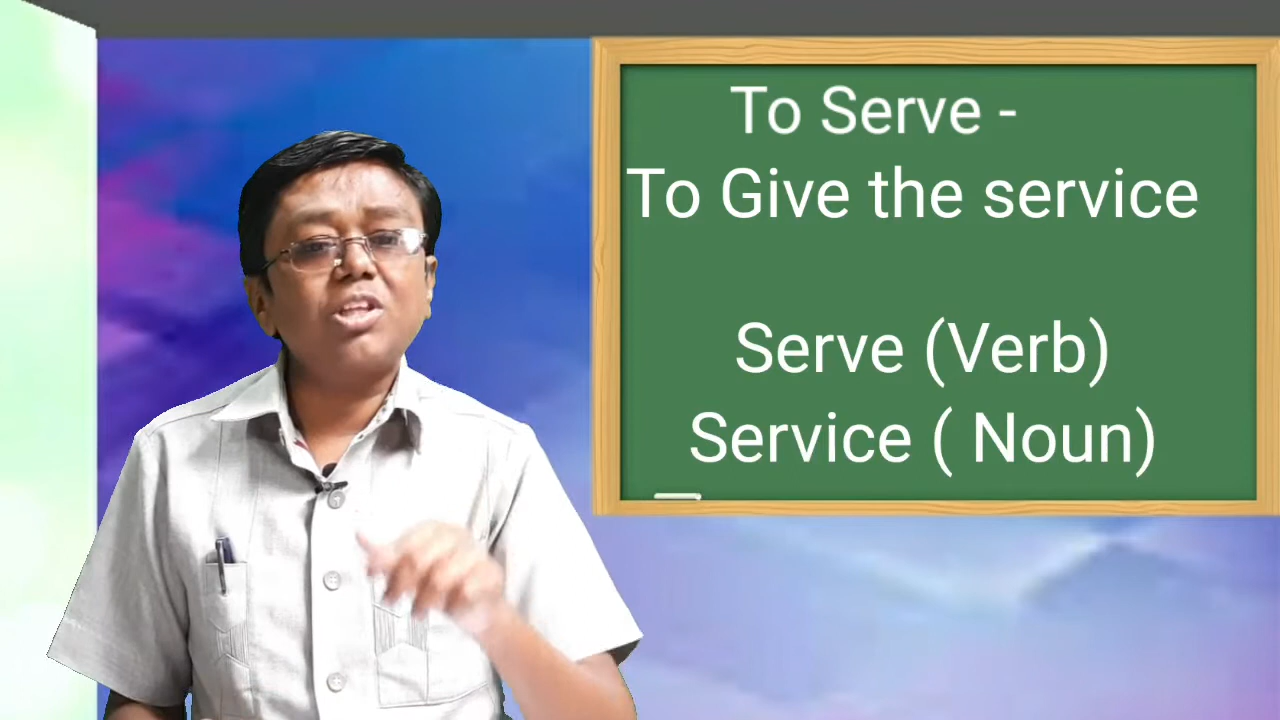 To Serve -
To Give the service
Serve (Verb)
Service ( Noun)